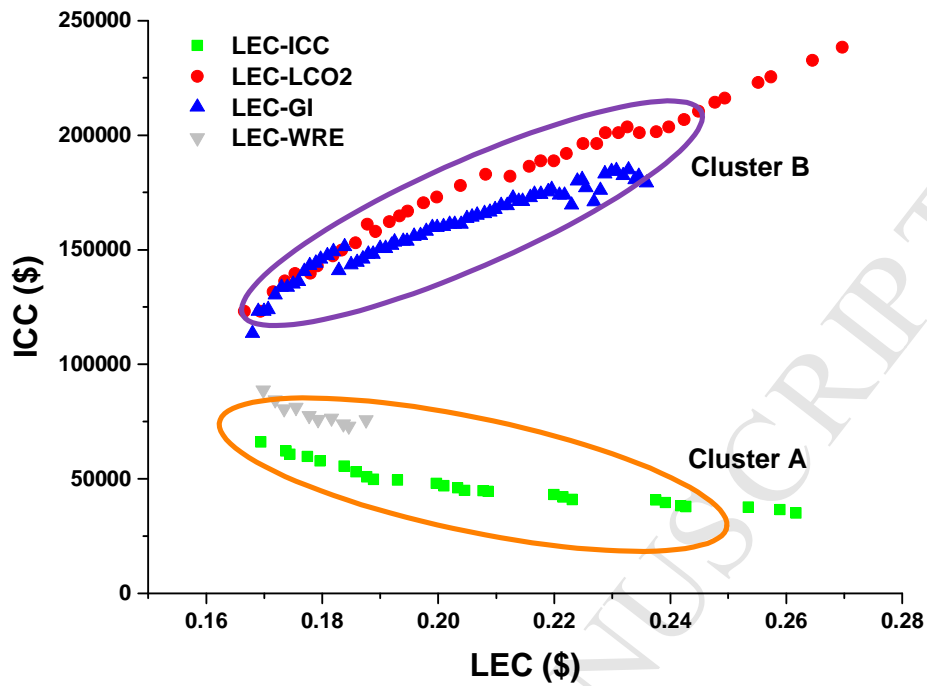 250000
200000
150000
100000
50000
0
ICC ($)
LEC-ICC
LEC-LCO2
LEC-GI
LEC-WRE
Cluster B
Cluster A
0.16 0.18 0.20 0.22 0.24 0.26 0.28
LEC ($)
NUSCRIPT